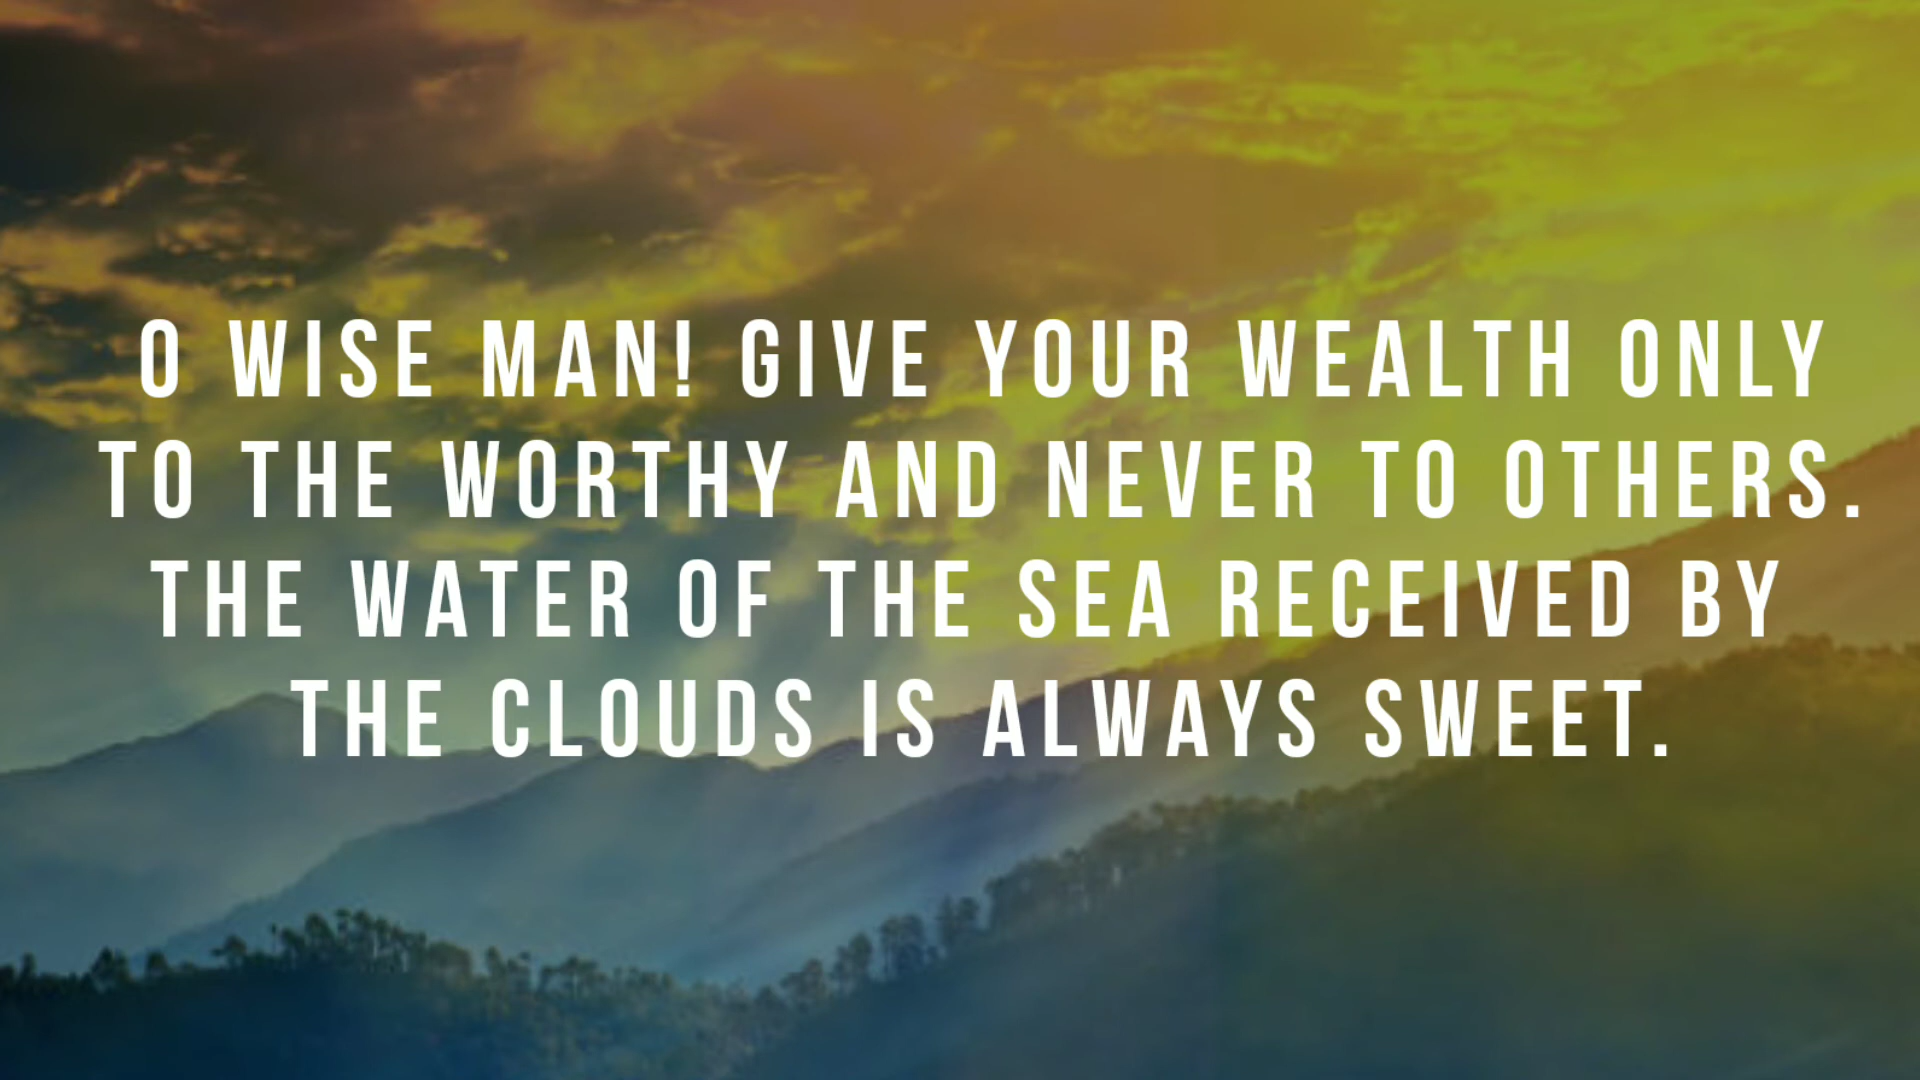 O WISE MAN! GIVE YOUR WEALTH ONLY
TO THE WORTHY AND NEVER TO OTHERS.
THE WATER OF THE SEA RECEIVED BY
THE CLOUDS IS ALWAYS SWEET.